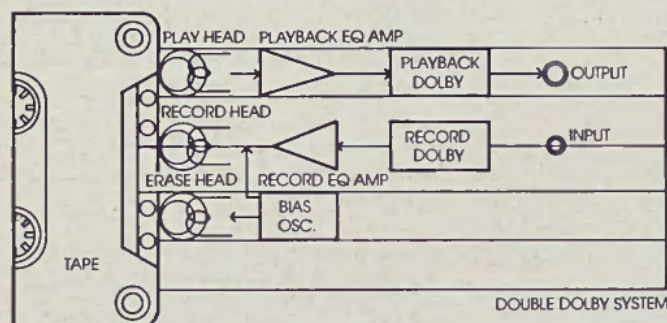 PLAY HEAD
PLAYBACK EQ AMP
PLAYBACK
DOLBY
OUTPUT
RECORD HEAD
RECORD
DOLBY
INPUT
ERASE HEAD
RECORD EQ AMP
BIAS
OSC.
TAPE
DOUBLE DOLBY SYSTEM